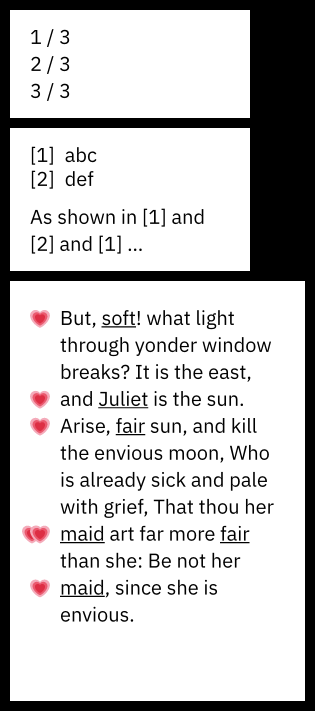 1 / 3
2 / 3
3 / 3
[1] abc
[2] def
As shown in [1] and
[2] and [1] ...
But, soft! what light
through yonder window
breaks? It is the east,
and Juliet is the sun.
Arise, fair sun, and kill
the envious moon, Who
is already sick and pale
with grief, That thou her
maid art far more fair
than she: Be not her
maid, since she is
envious.